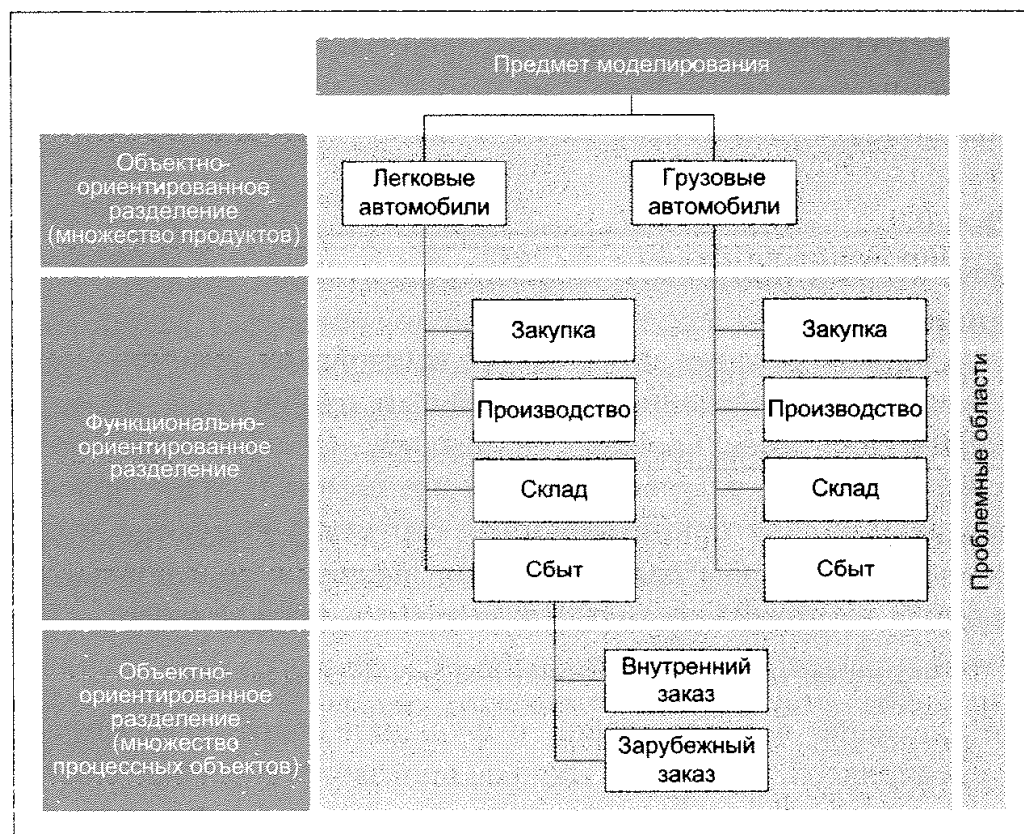 Предмет моделирования
Объектно-
ориентированное
разделение
(множество продуктов)
Легковые
автомобили
Грузовые
автомобили
Функционально-
ориентированное
разделение
Закупка
Производство
Склад
Сбыт
Закупка
Производство
Склад
Сбыт
Объектно-
ориентированное
разделение
(множество
процессных объектов)
Внутренний
заказ
Зарубежный
заказ
Проблемные области